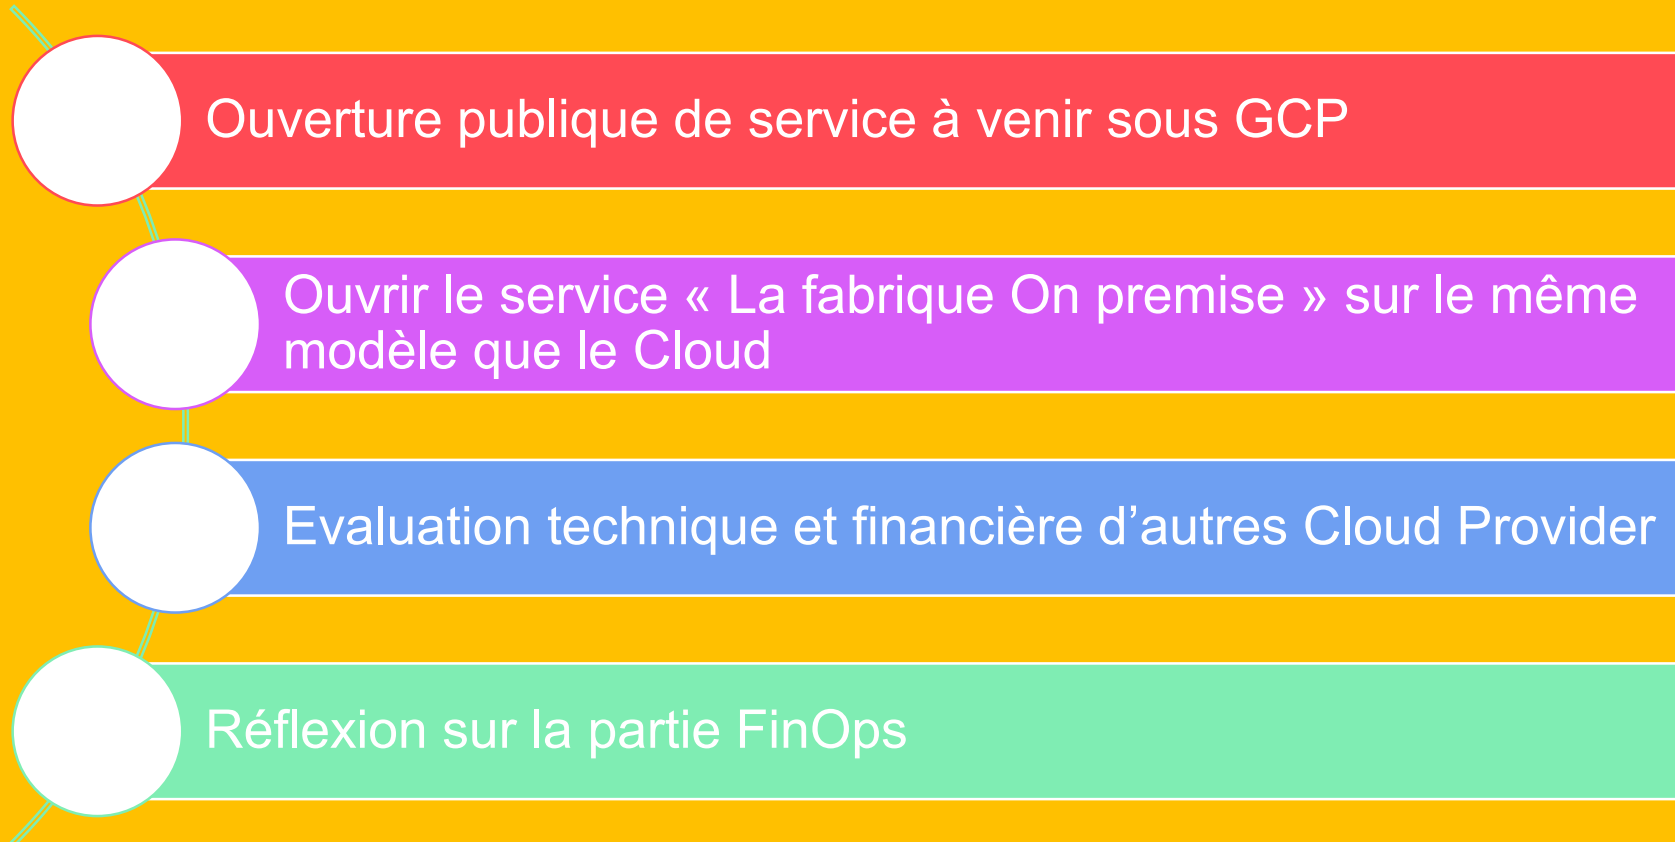 Ouverture publique de service à venir sous GCP
Ouvrir le service « La fabrique On premise » sur le même
modèle que le Cloud
Evaluation technique et financière d’autres Cloud Provider
Réflexion sur la partie FinOps